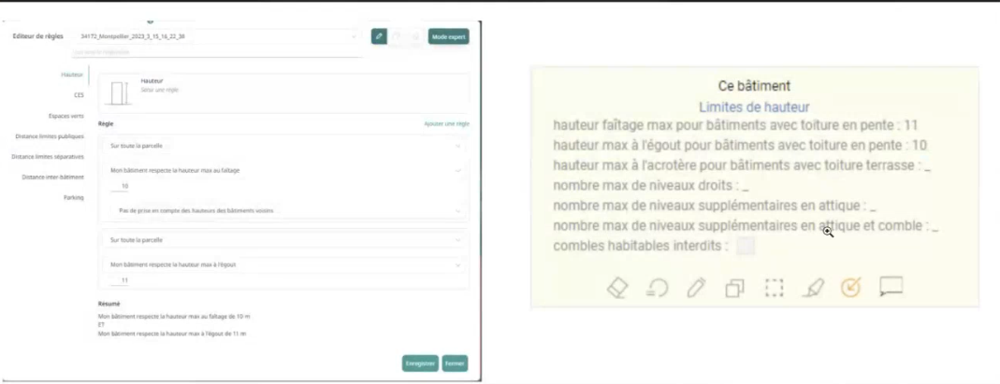 Editeur de règles
34172_Montpellier_2023_3_15_16_22_38
Mode expert
Hauteur
CES
Espaces verts
Distance limites publiques
Distance limites séparatives
Distance inter-bâtiment
Parking
Hauteur
Saisir une règle
Règle
Ajouter une règle
Sur toute la parcelle
Mon bâtiment respecte la hauteur max au faîtage
10
Pas de prise en compte des hauteurs des bâtiments voisins
Sur toute la parcelle
Mon bâtiment respecte la hauteur max à l'égout
11
Résumé
Mon bâtiment respecte la hauteur max au faîtage de 10 m
ET
Mon bâtiment respecte la hauteur max à l'égout de 11 m
Enregistrer
Fermer
Ce bâtiment
Limites de hauteur
hauteur faîtage max pour bâtiments avec toiture en pente : 11
hauteur max à l'égout pour bâtiments avec toiture en pente : 10
hauteur max à l'acrotère pour bâtiments avec toiture terrasse : _
nombre max de niveaux droits : _
nombre max de niveaux supplémentaires en attique : _
nombre max de niveaux supplémentaires en attique et comble : _
combles habitables interdits :